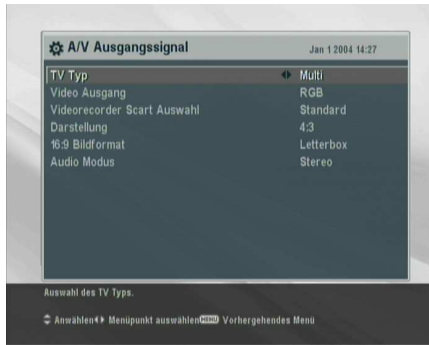 A/V Ausgangssignal Jan 1 2004 14:27
TV Typ Multi
Video Ausgang RGB
Videorecorder Scart Auswahl Standard
Darstellung 4:3
16:9 Bildformat Letterbox
Audio Modus Stereo
Auswahl des TV Typs.
Anwählen Menüpunkt auswählen MENU Vorhergehendes Menü